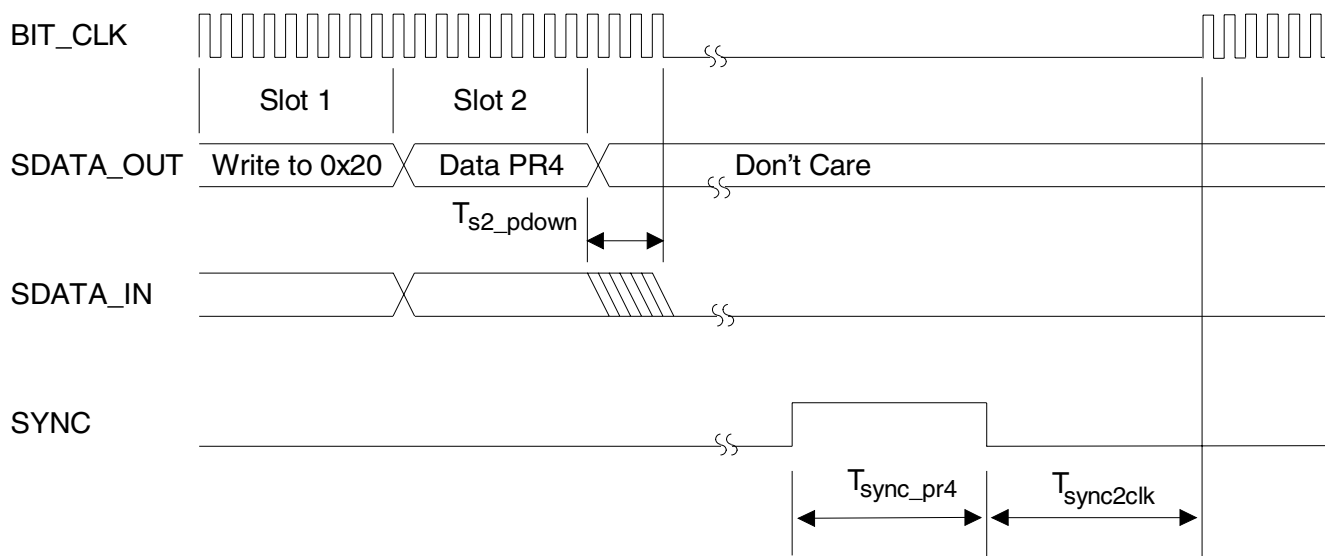 BIT_CLK
Slot 1
Slot 2
SDATA_OUT
Write to 0x20
Data PR4
Don't Care
Ts2_pdown
SDATA_IN
SYNC
Tsync_pr4
Tsync2clk